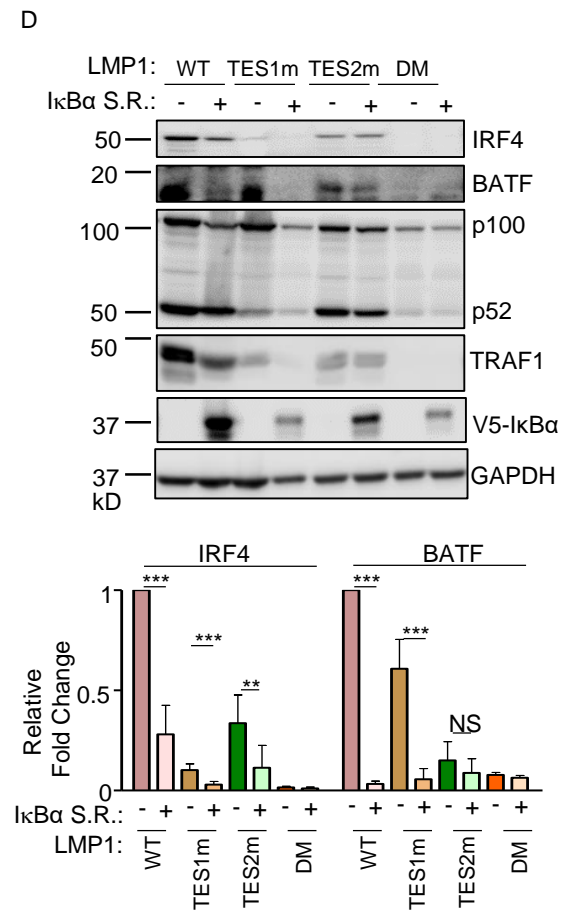 D
LMP1: WT TES1m TES2m DM
IκBα S.R.: - + - + - + - +
50 IRF4
20 BATF
100 p100
50 p52
50 TRAF1
37 V5-IκBα
37 GAPDH
kD
IRF4 BATF
*** *** ** *** *** NS
1
0.5
0
Relative
Fold Change
IκBα S.R.: - + - + - + - + - + - + - + - +
LMP1: WT TES1m TES2m DM WT TES1m TES2m DM